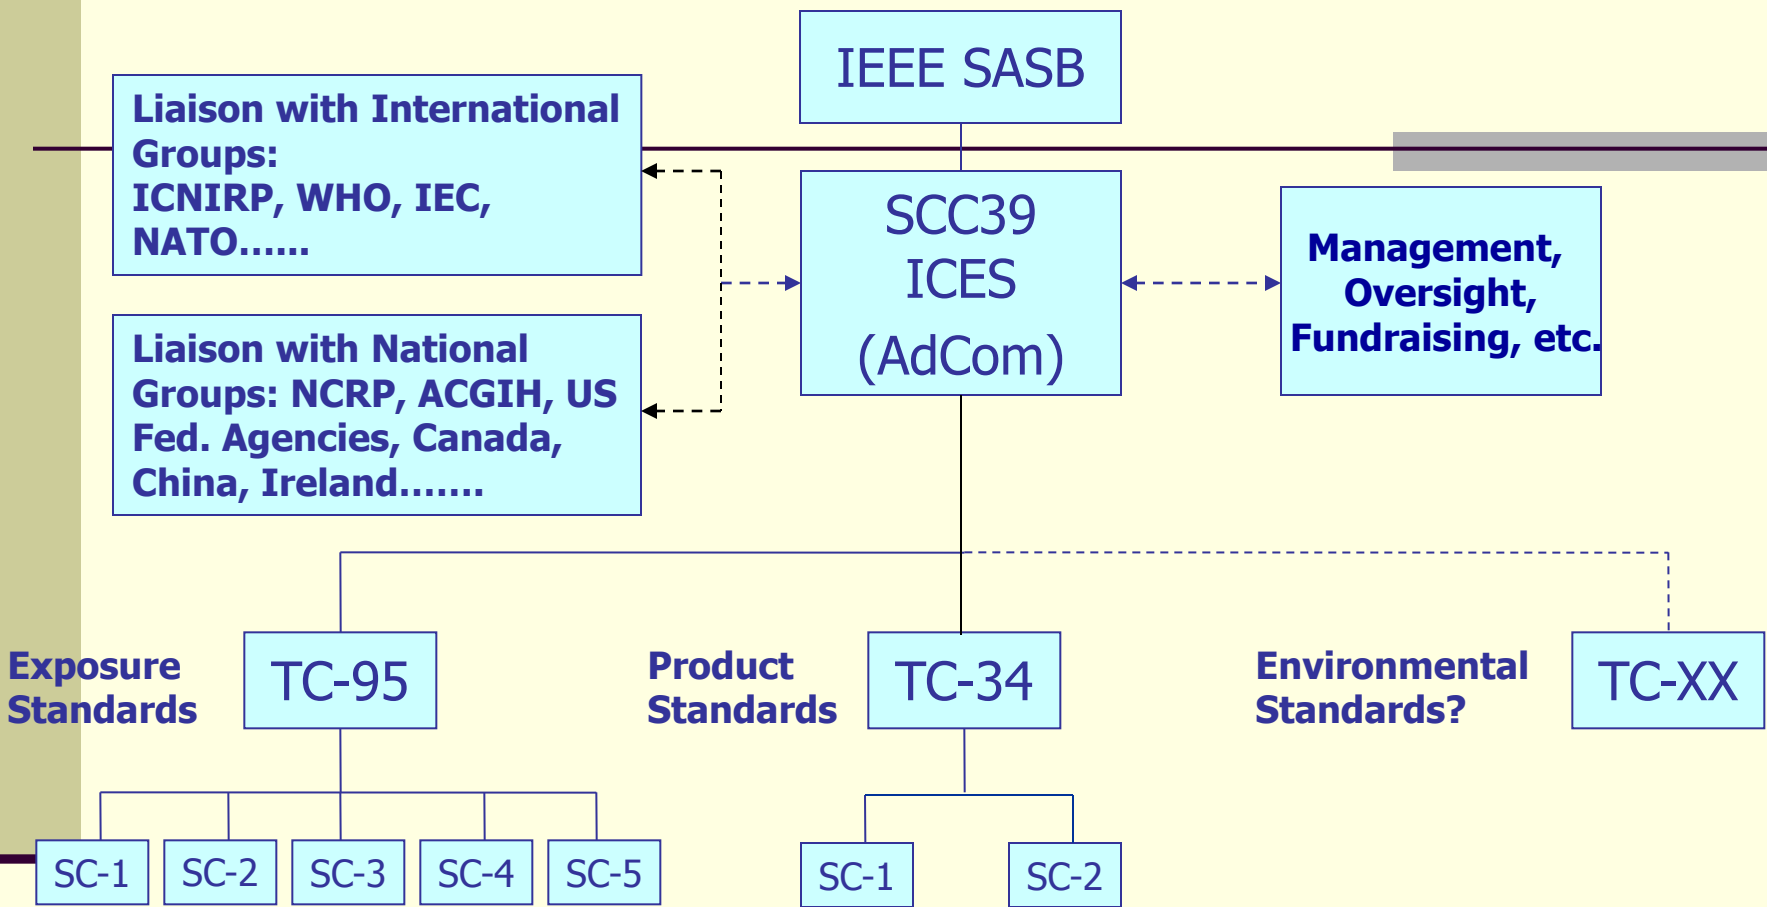 IEEE SASB
Liaison with International
Groups:
ICNIRP, WHO, IEC,
NATO……
SCC39
ICES
(AdCom)
Management,
Oversight,
Fundraising, etc.
Liaison with National
Groups: NCRP, ACGIH, US
Fed. Agencies, Canada,
China, Ireland…….
Exposure
Standards
TC-95
Product
Standards
TC-34
Environmental
Standards?
TC-XX
SC-1
SC-2
SC-3
SC-4
SC-5
SC-1
SC-2